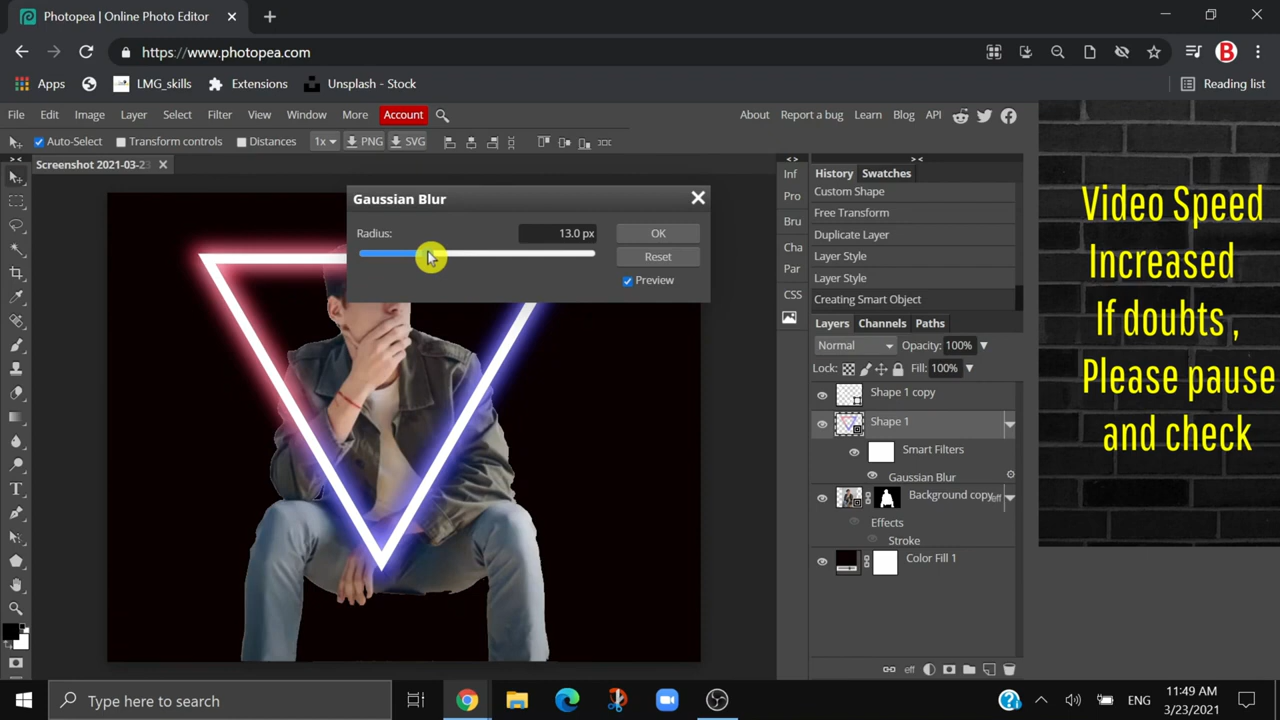 Photopea | Online Photo Editor
https://www.photopea.com
B
Apps
LMG_skills
Extensions
Unsplash - Stock
Reading list
File Edit Image Layer Select Filter View Window More Account
About Report a bug Learn Blog API
Auto-Select Transform controls Distances 1x PNG SVG
Screenshot 2021-03-23
Gaussian Blur
Radius: 13.0 px OK
Reset
Preview
Inf
Pro
Bru
Cha
Par
CSS
History Swatches
Custom Shape
Free Transform
Duplicate Layer
Layer Style
Layer Style
Creating Smart Object
Layers Channels Paths
Normal Opacity: 100%
Lock: Fill: 100%
Shape 1 copy
Shape 1
Smart Filters
Gaussian Blur
Background copy eff
Effects
Stroke
Color Fill 1
eff
Video Speed
Increased
If doubts ,
Please pause
and check
Type here to search
ENG
11:49 AM
3/23/2021